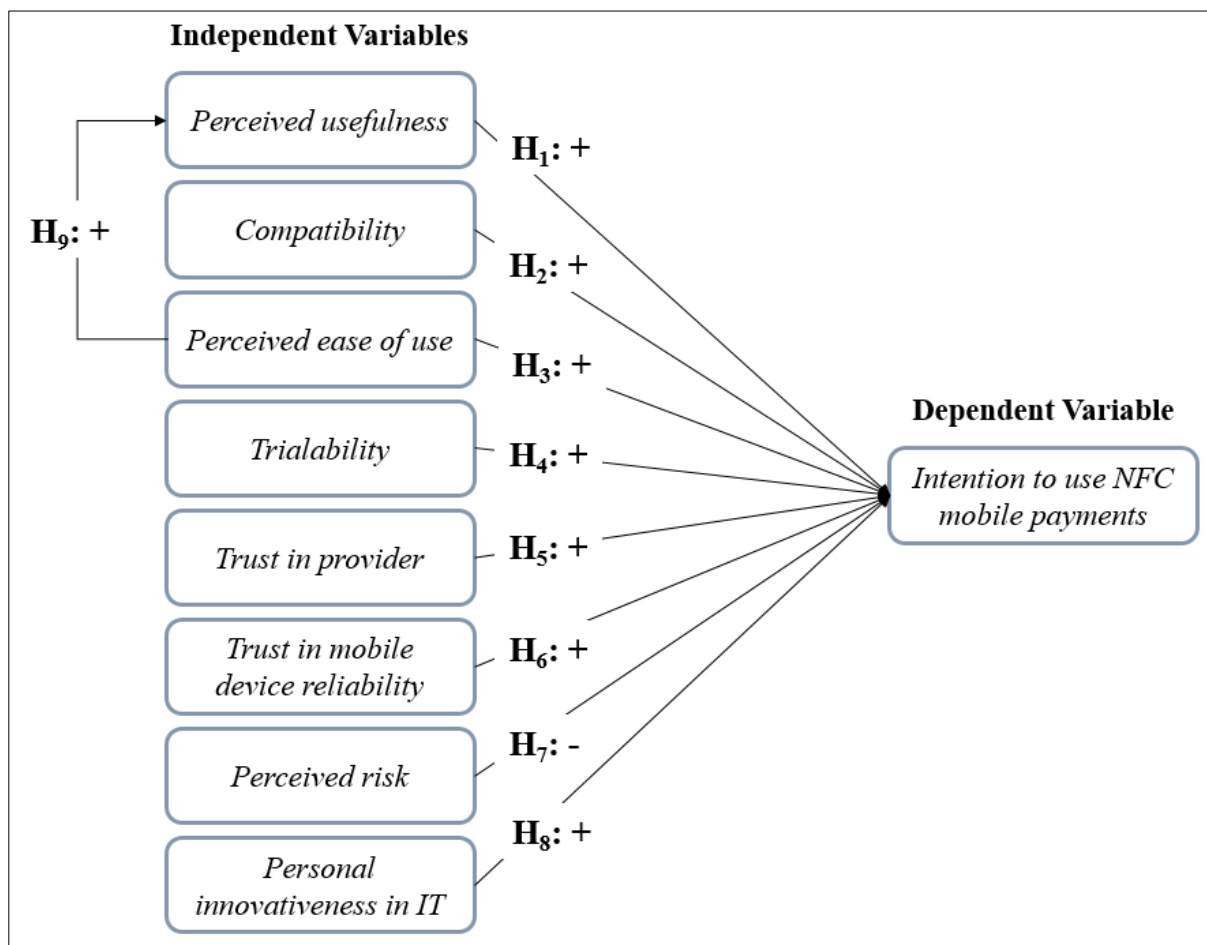 Independent Variables
Perceived usefulness
H₁: +
Compatibility
H₉: +
H₂: +
Perceived ease of use
H₃: +
Dependent Variable
Trialability
H₄: +
Intention to use NFC
mobile payments
Trust in provider
H₅: +
Trust in mobile
device reliability
H₆: +
Perceived risk
H₇: -
H₈: +
Personal
innovativeness in IT